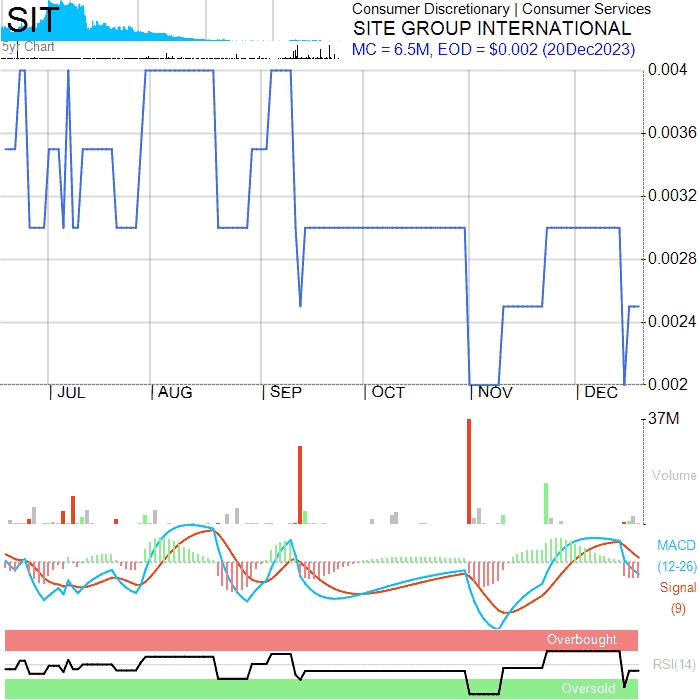 SIT
5yr Chart
Consumer Discretionary | Consumer Services
SITE GROUP INTERNATIONAL
MC = 6.5M, EOD = $0.002 (20Dec2023)
0.004
0.0036
0.0032
0.0028
0.0024
0.002
JUL
AUG
SEP
OCT
NOV
DEC
37M
Volume
MACD
(12-26)
Signal
(9)
Overbought
RSI(14)
Oversold